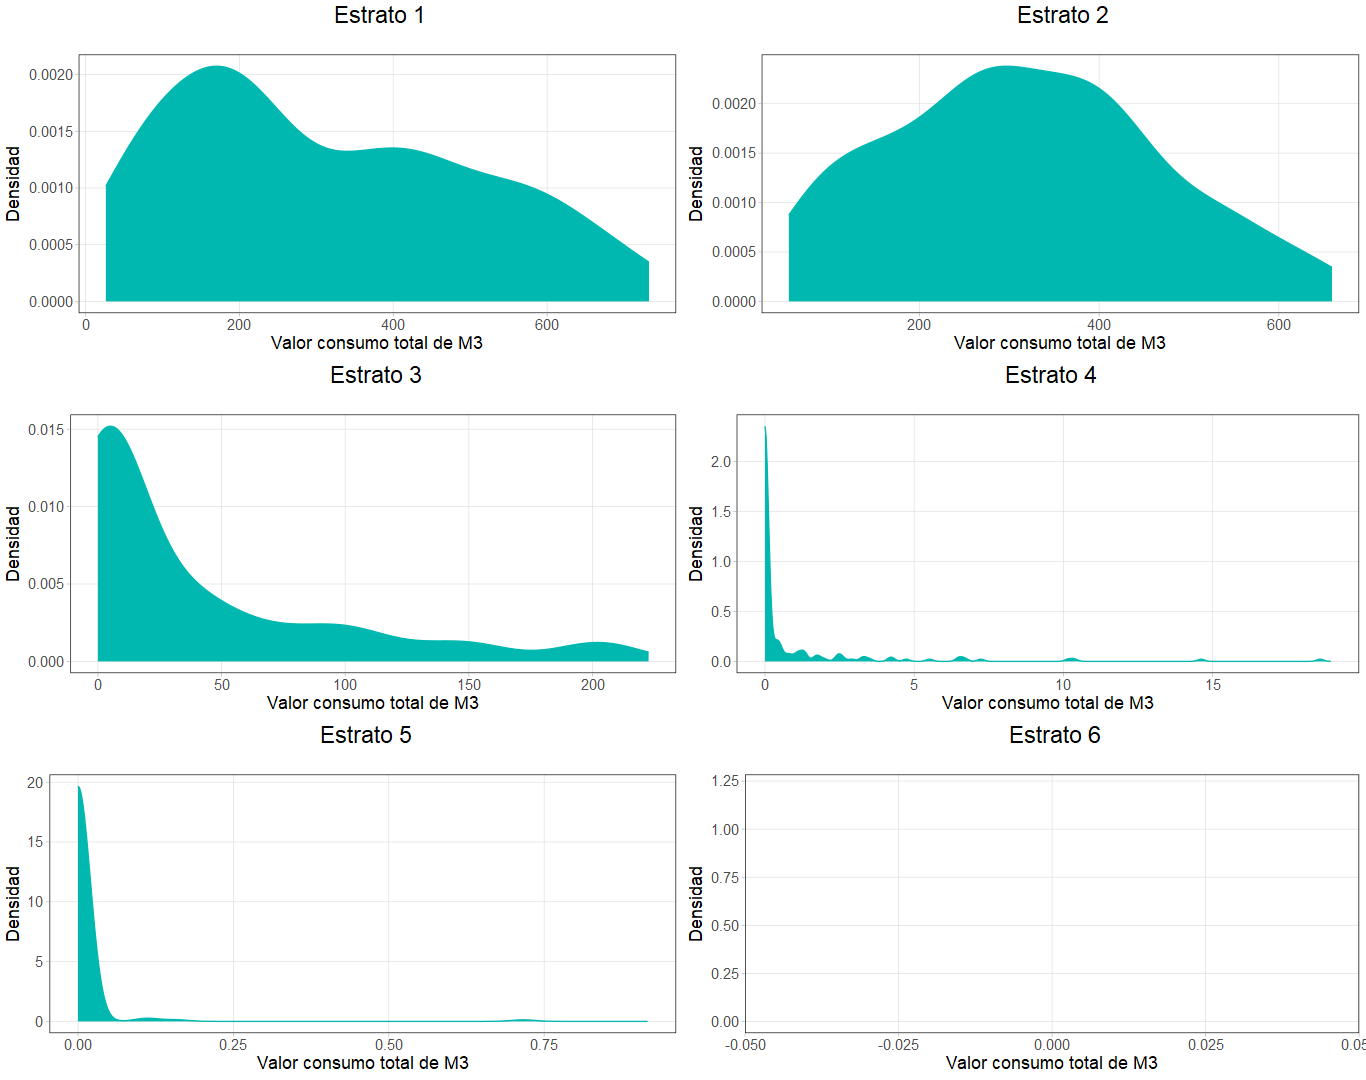 Estrato 1
Densidad
0.0020
0.0015
0.0010
0.0005
0.0000
0 200 400 600
Valor consumo total de M3
Estrato 2
Densidad
0.0020
0.0015
0.0010
0.0005
0.0000
200 400 600
Valor consumo total de M3
Estrato 3
Densidad
0.015
0.010
0.005
0.000
0 50 100 150 200
Valor consumo total de M3
Estrato 4
Densidad
2.0
1.5
1.0
0.5
0.0
0 5 10 15
Valor consumo total de M3
Estrato 5
Densidad
20
15
10
5
0
0.00 0.25 0.50 0.75
Valor consumo total de M3
Estrato 6
Densidad
1.25
1.00
0.75
0.50
0.25
0.00
-0.050 -0.025 0.000 0.025 0.05
Valor consumo total de M3